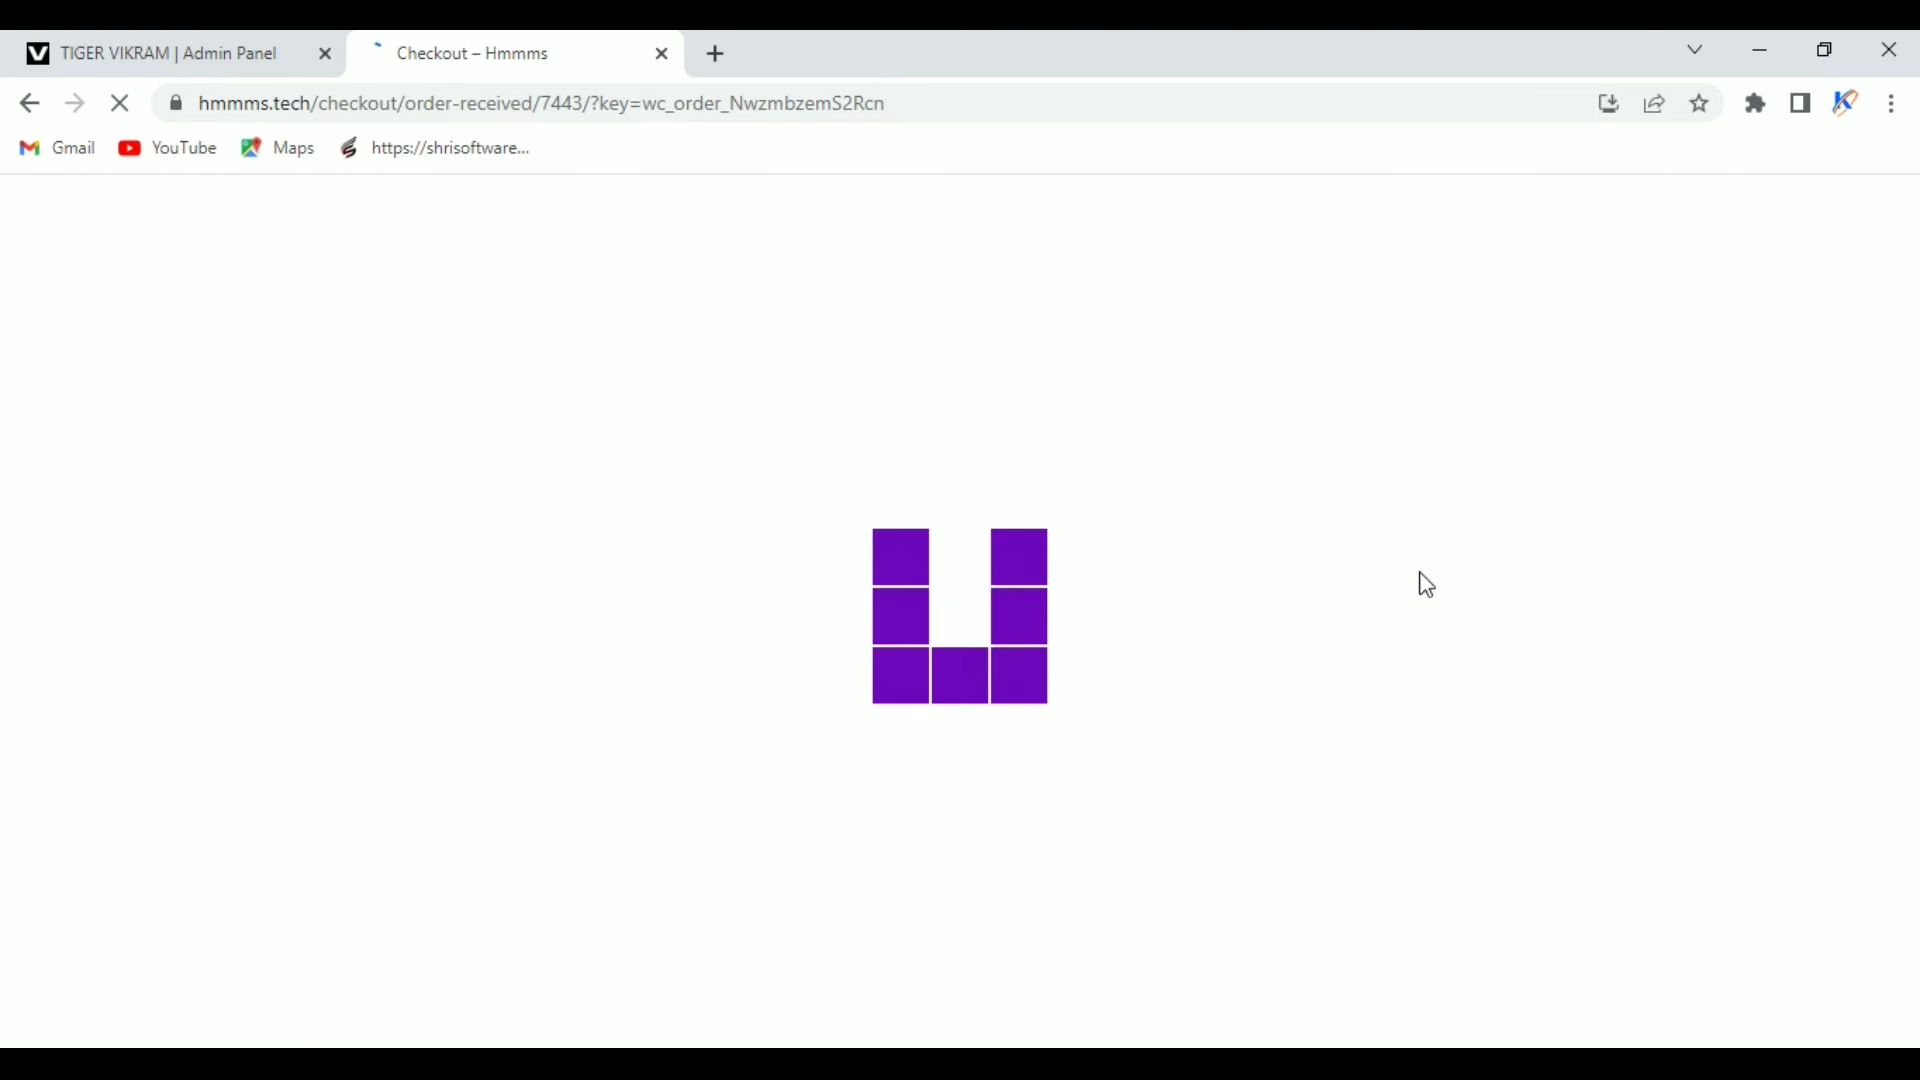 TIGER VIKRAM | Admin Panel
Checkout – Hmmms
hmmms.tech/checkout/order-received/7443/?key=wc_order_NwzmbzemS2Rcn
Gmail
YouTube
Maps
https://shrisoftware...